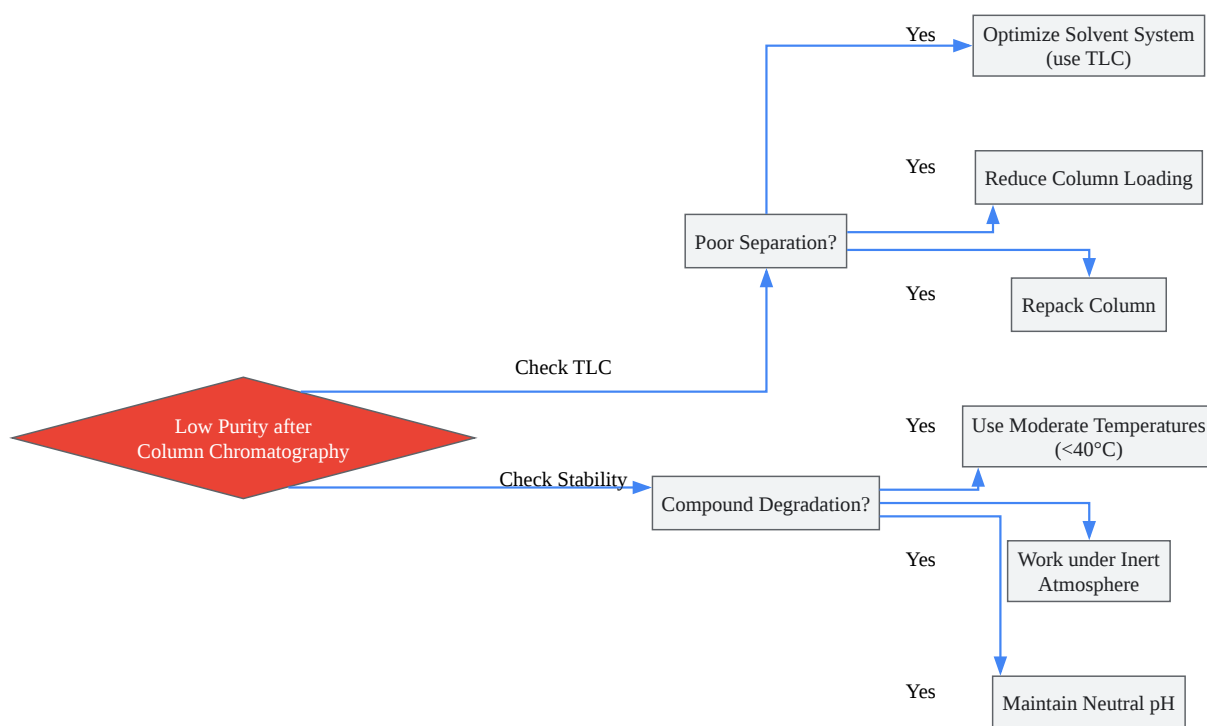 Yes
Optimize Solvent System
(use TLC)
Yes
Reduce Column Loading
Poor Separation?
Yes
Repack Column
Check TLC
Low Purity after
Column Chromatography
Yes
Use Moderate Temperatures
(<40°C)
Check Stability
Compound Degradation?
Yes
Work under Inert
Atmosphere
Yes
Maintain Neutral pH